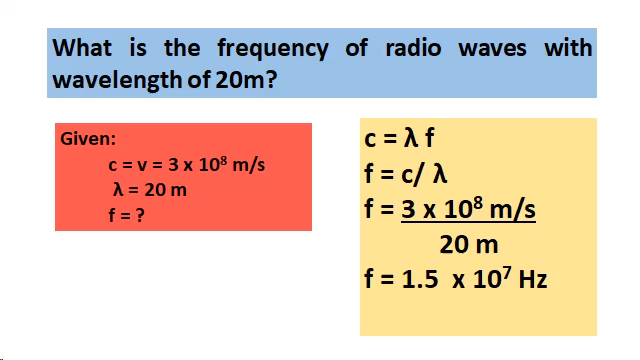 What is the frequency of radio waves with
wavelength of 20m?
Given:
c = v = 3 x 10⁸ m/s
λ = 20 m
f = ?
c = λ f
f = c/ λ
f = 3 x 10⁸ m/s
20 m
f = 1.5 x 10⁷ Hz